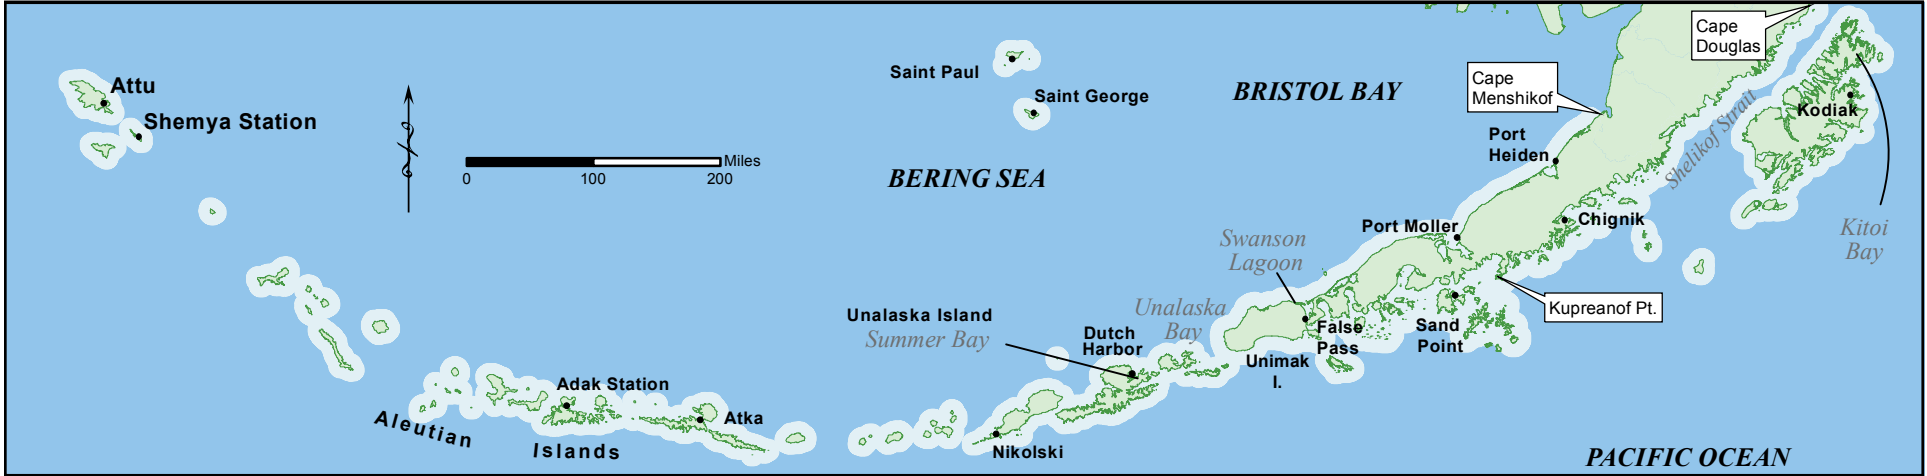 Cape
Douglas
Saint Paul
BRISTOL BAY
Cape
Menshikof
Attu
Saint George
Kodiak
Shemya Station
Port
Heiden
Shelikof Strait
Miles
0
100
200
BERING SEA
Port Moller
Chignik
Kitoi
Bay
Swanson
Lagoon
Unalaska
Bay
Kupreanof Pt.
Unalaska Island
Summer Bay
Dutch
Harbor
False
Pass
Sand
Point
Unimak
I.
Adak Station
Atka
Aleutian
Islands
Nikolski
PACIFIC OCEAN